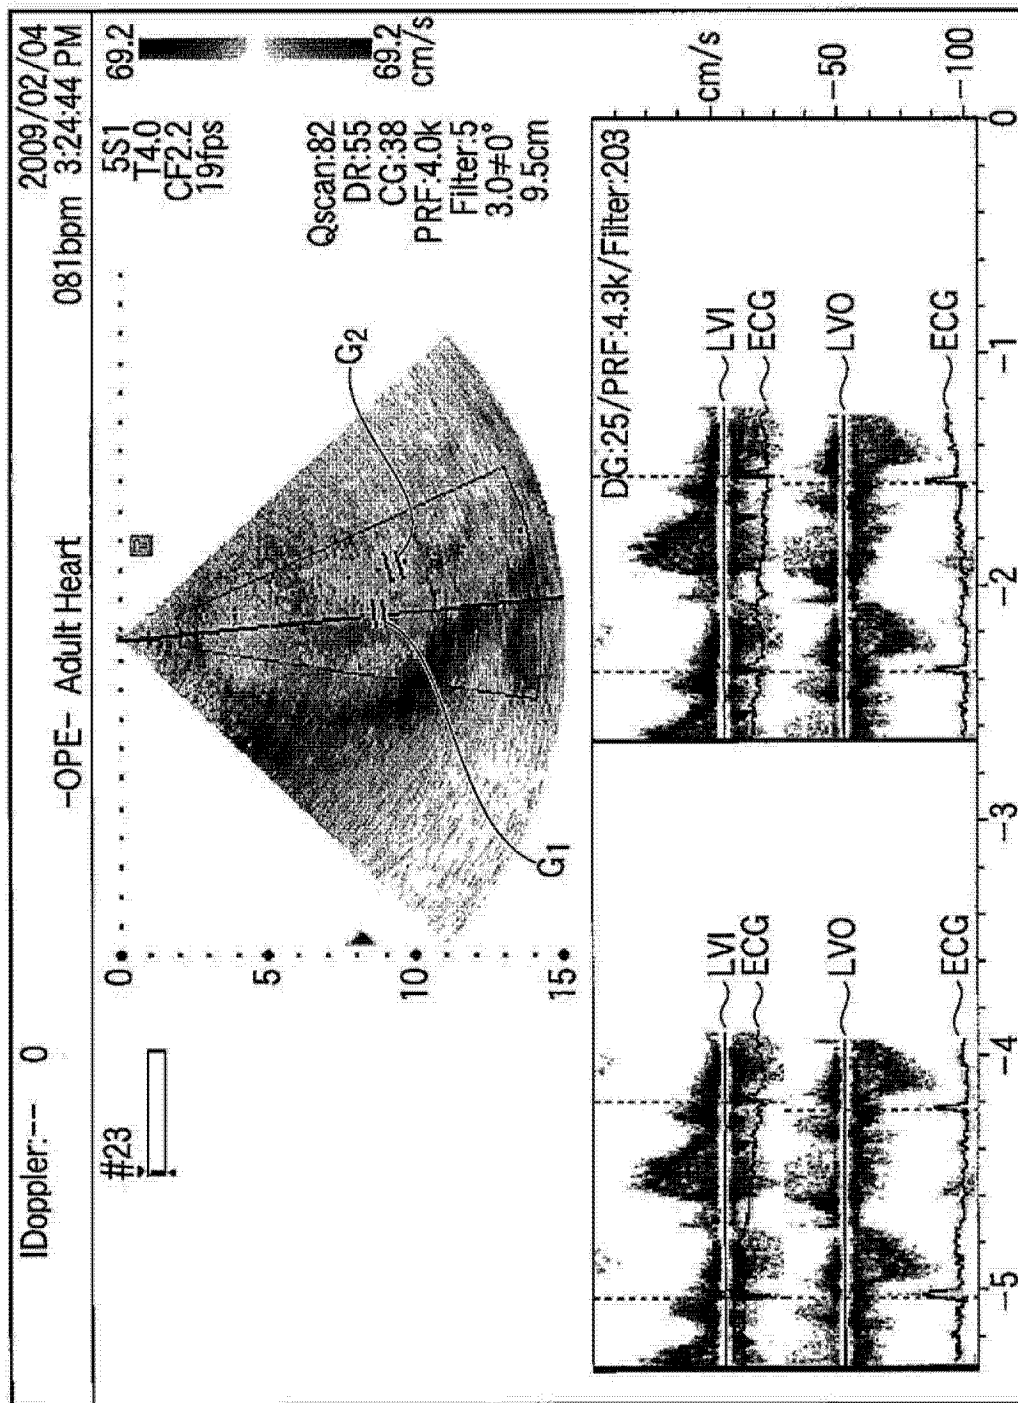 IDoppler:-- 0
2009/02/04
-OPE- Adult Heart
081bpm 3:24:44 PM
#23
0
5
10
15
G1
G2
5S1
T4.0
CF2.2
19fps
69.2
69.2
cm/s
Qscan:82
DR:55
CG:38
PRF:4.0k
Filter:5
3.0≠0°
9.5cm
DG:25/PRF:4.3k/Filter:203
LVI
ECG
LVO
ECG
LVI
ECG
LVO
ECG
cm/s
-50
-100
-5
-4
-3
-2
-1
0